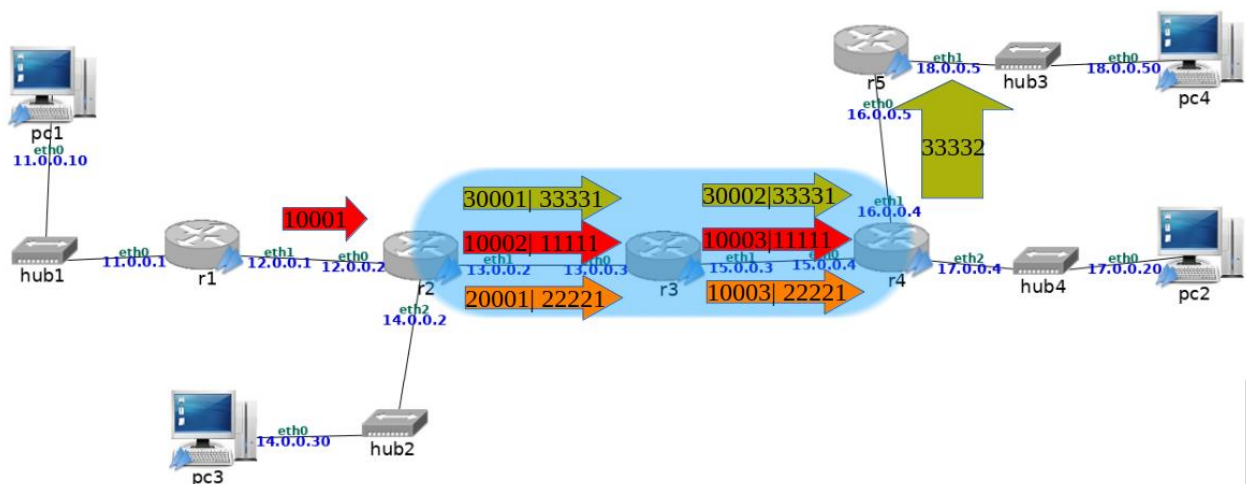 eth1
18.0.0.5
eth0
18.0.0.50
hub3
pc4
r5
eth0
16.0.0.5
33332
pc1
eth0
11.0.0.10
30001| 33331
30002|33331
eth1
16.0.0.4
10001
10002| 11111
10003|11111
hub1
eth0
11.0.0.1
r1
eth1
12.0.0.1
eth0
12.0.0.2
r2
eth1
13.0.0.2
eth0
13.0.0.3
r3
eth1
15.0.0.3
eth0
15.0.0.4
r4
eth2
17.0.0.4
hub4
eth0
17.0.0.20
pc2
20001| 22221
10003| 22221
eth2
14.0.0.2
eth0
14.0.0.30
hub2
pc3